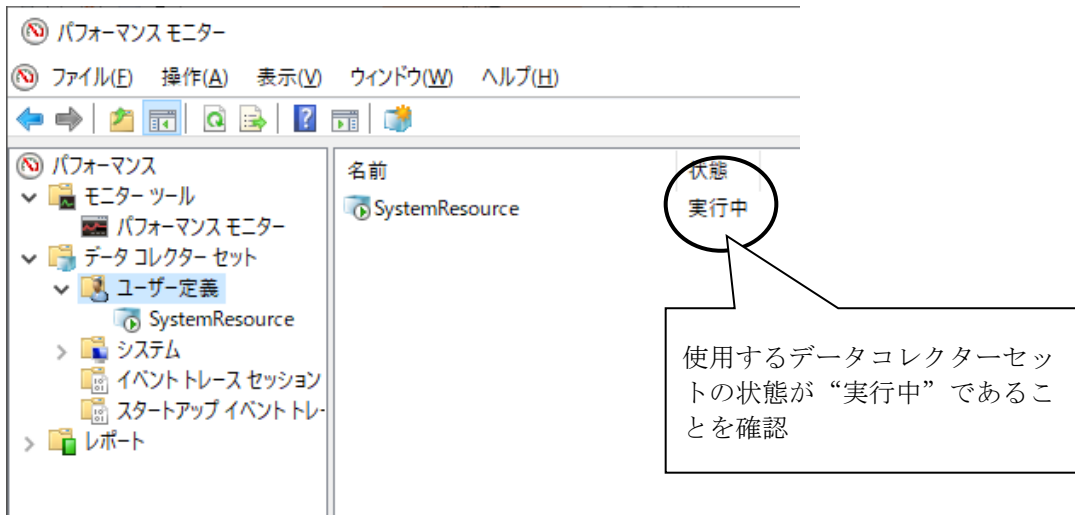 パフォーマンス モニター
ファイル(F) 操作(A) 表示(V) ウィンドウ(W) ヘルプ(H)
パフォーマンス
モニター ツール
パフォーマンス モニター
データ コレクター セット
ユーザー定義
SystemResource
システム
イベント トレース セッション
スタートアップ イベント トレ-
レポート
名前 状態
SystemResource 実行中
使用するデータコレクターセッ
トの状態が“実行中”であるこ
とを確認